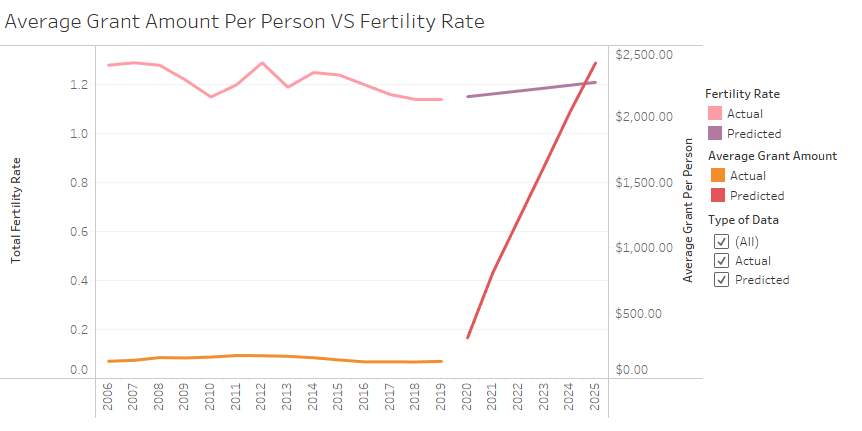 Average Grant Amount Per Person VS Fertility Rate
Total Fertility Rate
1.2
1.0
0.8
0.6
0.4
0.2
0.0
2006
2007
2008
2009
2010
2011
2012
2013
2014
2015
2016
2017
2018
2019
2020
2021
2022
2023
2024
2025
$2,500.00
$2,000.00
$1,500.00
$1,000.00
$500.00
$0.00
Average Grant Per Person
Fertility Rate
Actual
Predicted
Average Grant Amount
Actual
Predicted
Type of Data
(All)
Actual
Predicted